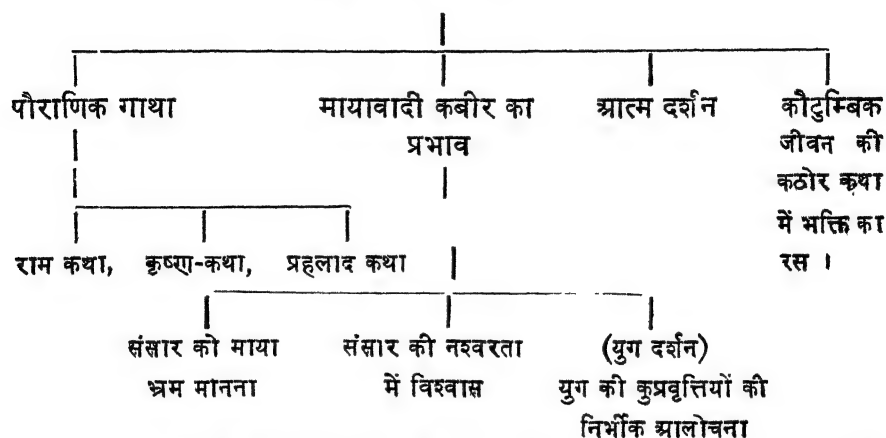 पौराणिक गाथा
मायावादी कबीर का
प्रभाव
आत्म दर्शन
कौटुम्बिक
जीवन की
कठोर कथा
में भक्ति का
रस ।
राम कथा, कृष्ण-कथा, प्रहलाद कथा
संसार को माया
भ्रम मानना
संसार की नश्वरता
में विश्वास
(युग दर्शन)
युग की कुप्रवृत्तियों की
निर्भीक आलोचना